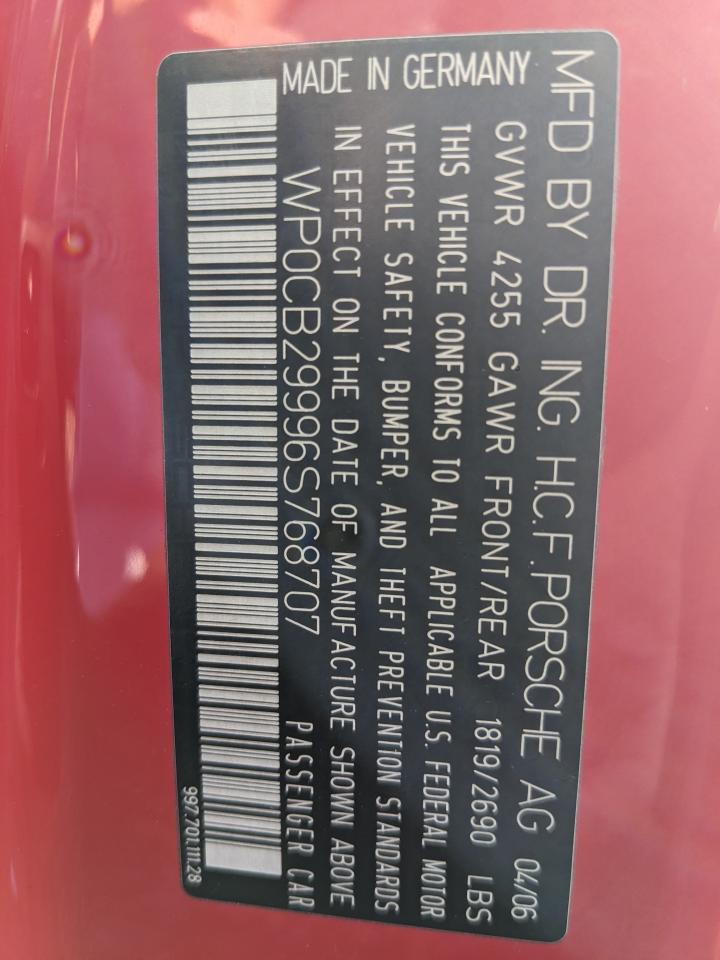 MFD BY DR. ING. H.C.F. PORSCHE AG 04/06
GVWR 4255 GAWR FRONT/REAR 1819/2690 LBS
THIS VEHICLE CONFORMS TO ALL APPLICABLE U.S. FEDERAL MOTOR
VEHICLE SAFETY, BUMPER, AND THEFT PREVENTION STANDARDS
IN EFFECT ON THE DATE OF MANUFACTURE SHOWN ABOVE
MADE IN GERMANY
WP0CB29996S768707 PASSENGER CAR
997.701.111.28